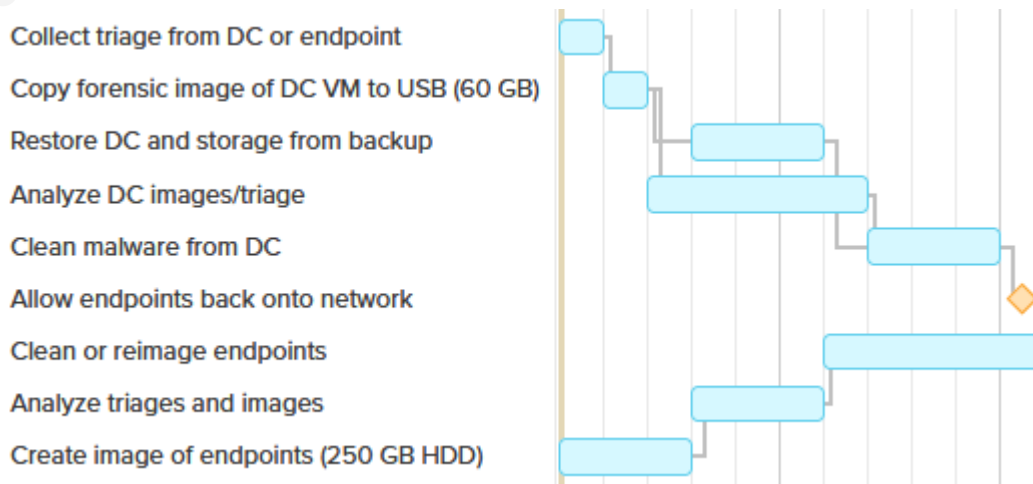 Collect triage from DC or endpoint
Copy forensic image of DC VM to USB (60 GB)
Restore DC and storage from backup
Analyze DC images/triage
Clean malware from DC
Allow endpoints back onto network
Clean or reimage endpoints
Analyze triages and images
Create image of endpoints (250 GB HDD)